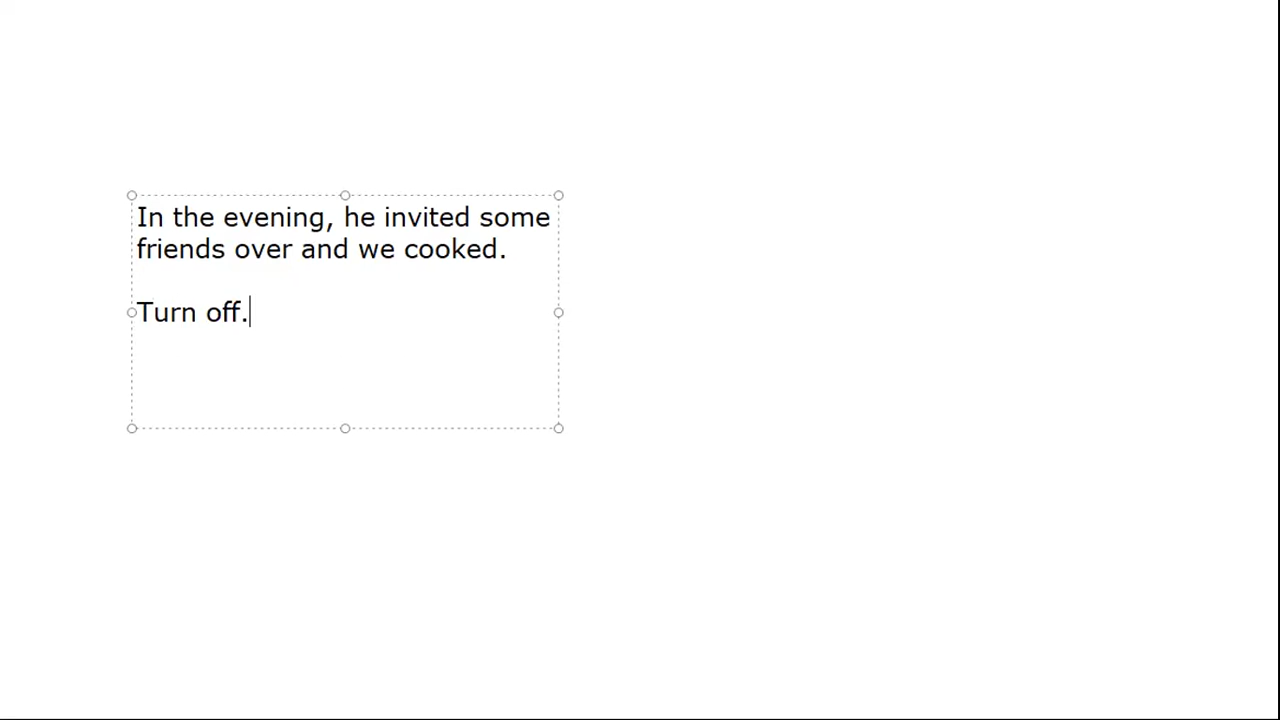 In the evening, he invited some
friends over and we cooked.
Turn off.